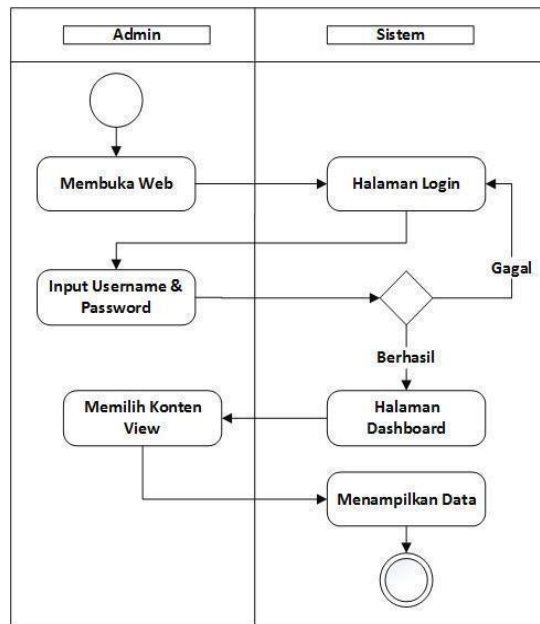 Admin
Sistem
Membuka Web
Halaman Login
Input Username &
Password
Gagal
Berhasil
Memilih Konten
View
Halaman
Dashboard
Menampilkan Data